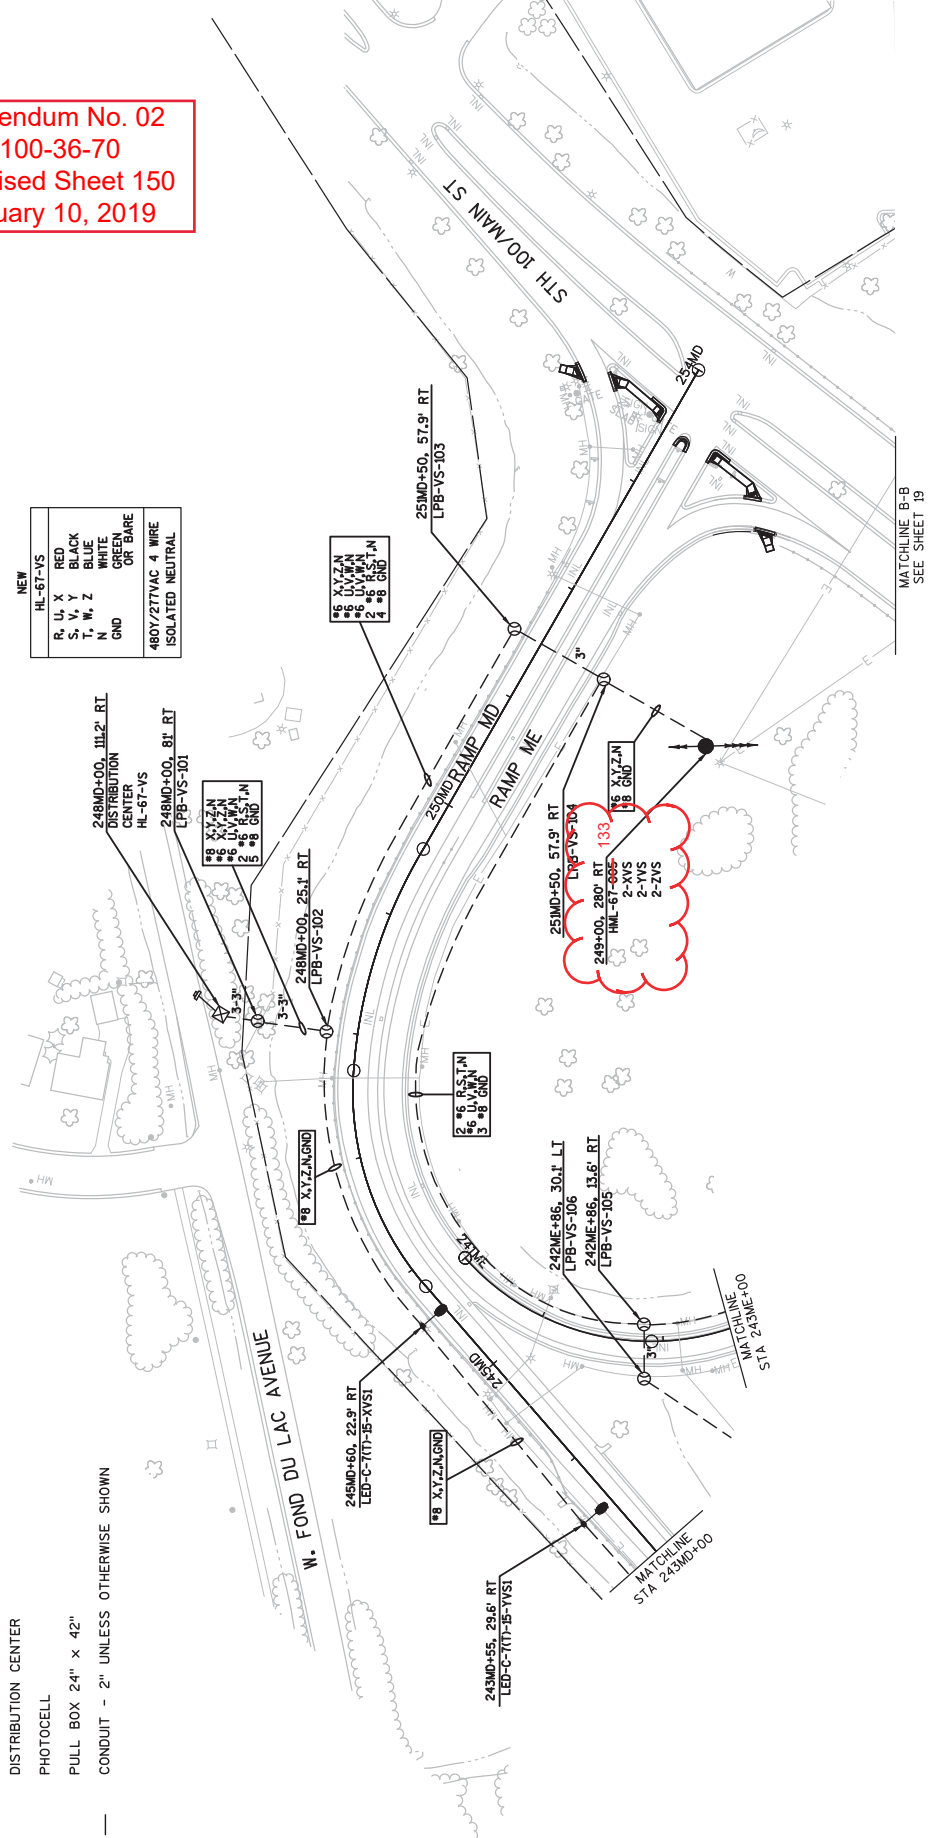 endum No. 02
100-36-70
ised Sheet 150
uary 10, 2019
NEW
HL-67-VS
R, U, X RED
S, V, Y BLACK
T, W, Z BLUE
N WHITE
GND GREEN
OR BARE
480Y/277VAC 4 WIRE
ISOLATED NEUTRAL
STH 100/MAIN ST
254MD
251MD+50, 57.9' RT
LPB-VS-103
#6 X,Y,Z,N
#6 U,V,W,N
#6 U,V,W,N
2 #6 R,S,T,N
4 #8 GND
248MD+00, 111.2' RT
DISTRIBUTION
CENTER
HL-67-VS
248MD+00, 81' RT
LPB-VS-101
#8 X,Y,Z,N
#6 X,Y,Z,N
#6 U,V,W,N
2 #6 R,S,T,N
5 #8 GND
248MD+00, 25.1' RT
LPB-VS-102
3-3"
3-3"
250MD
RAMP MD
RAMP ME
3"
MATCHLINE B-B
SEE SHEET 19
#6 X,Y,Z,N
#8 GND
251MD+50, 57.9' RT
LPB-VS-104
133
249+00, 280' RT
HML-67-005
2-XVS
2-YVS
2-ZVS
#8 X,Y,Z,N,GND
2 #6 R,S,T,N
#6 U,V,W,N
3 #8 GND
242ME+86, 30.1' LT
LPB-VS-106
242ME+86, 13.6' RT
LPB-VS-105
241ME
3"
MATCHLINE
STA 243ME+00
245MD
245MD+60, 22.9' RT
LED-C-7(T)-15-XVS1
#8 X,Y,Z,N,GND
243MD+55, 29.6' RT
LED-C-7(T)-15-YVS1
MATCHLINE
STA 243MD+00
W. FOND DU LAC AVENUE
DISTRIBUTION CENTER
PHOTOCELL
PULL BOX 24" x 42"
CONDUIT - 2" UNLESS OTHERWISE SHOWN